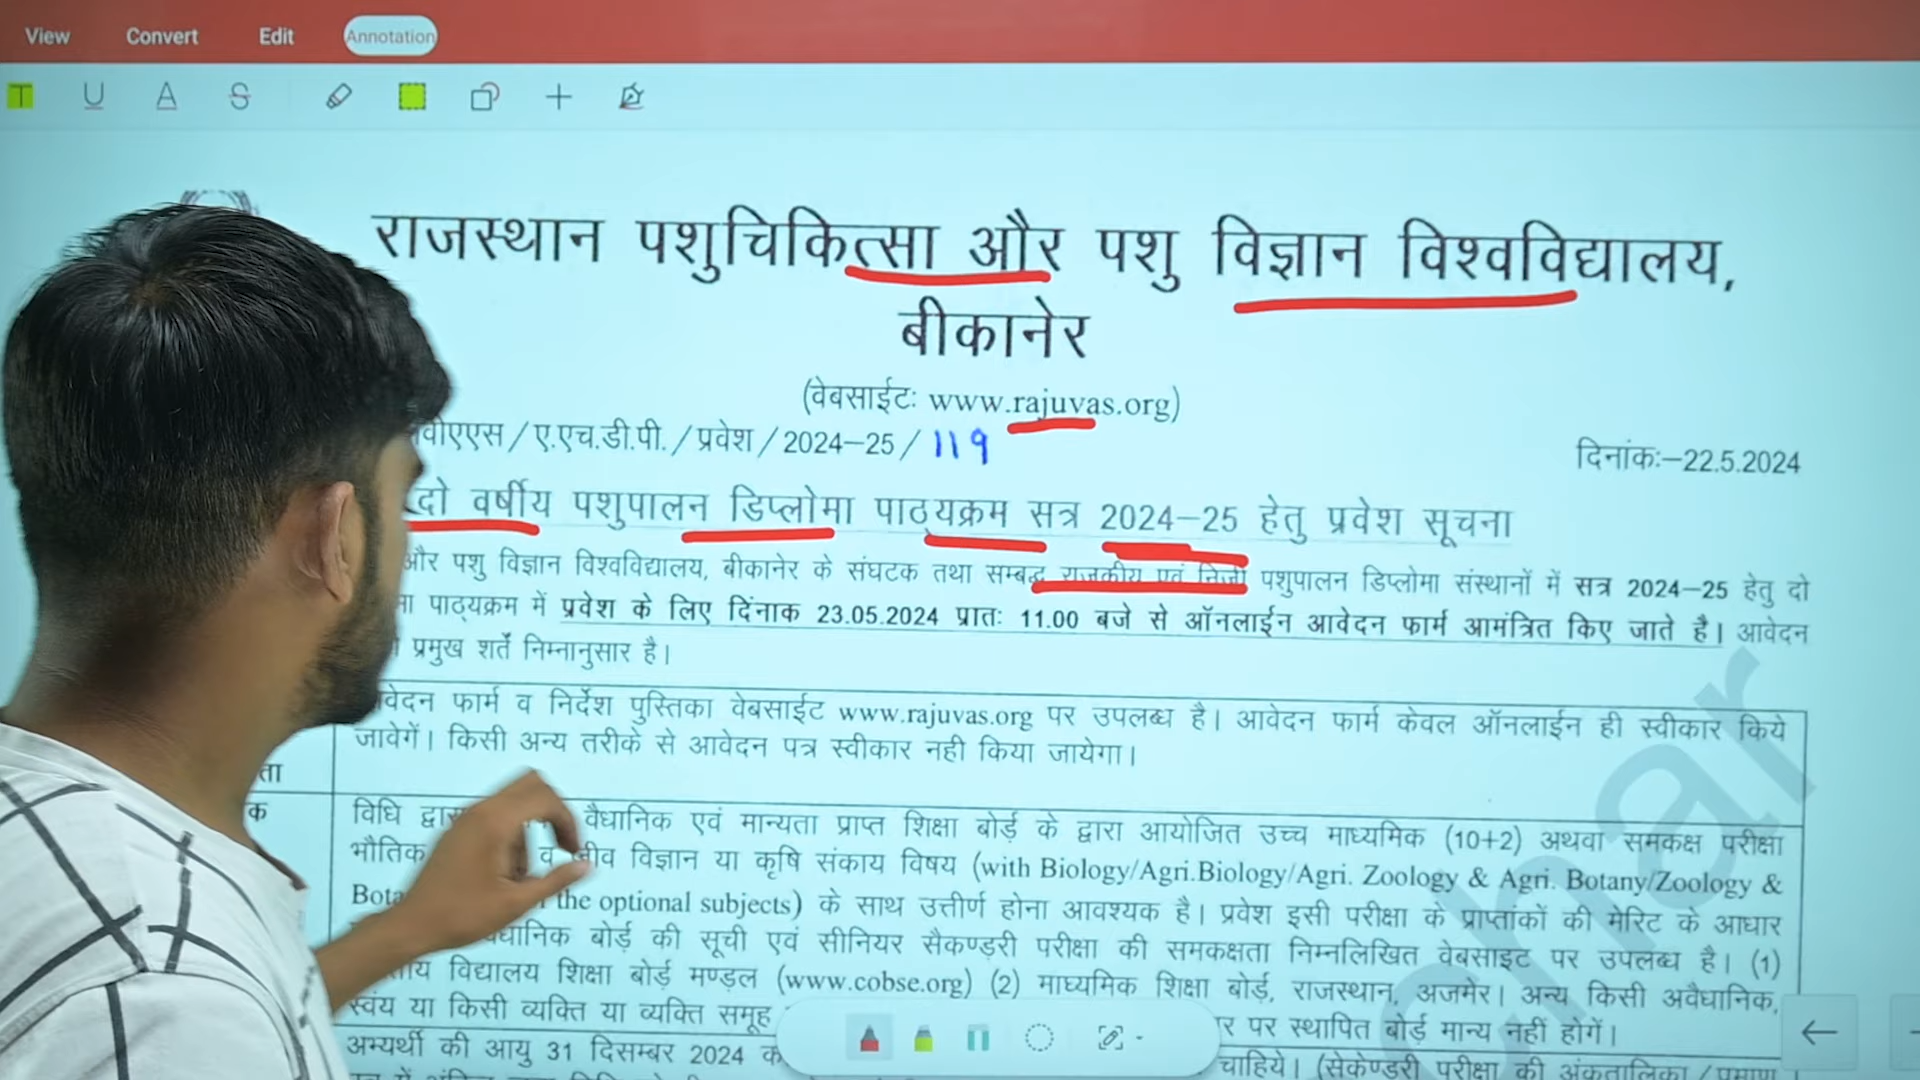 View Convert Edit Annotation
T U A S
राजस्थान पशुचिकित्सा और पशु विज्ञान विश्वविद्यालय,
बीकानेर
(वेबसाईटः www.rajuvas.org)
वीएएस / ए.एच.डी.पी. / प्रवेश / 2024–25 / 119
दिनांकः–22.5.2024
दो वर्षीय पशुपालन डिप्लोमा पाठ्यक्रम सत्र 2024–25 हेतु प्रवेश सूचना
और पशु विज्ञान विश्वविद्यालय, बीकानेर के संघटक तथा सम्बद्ध राजकीय एवं निजी पशुपालन डिप्लोमा संस्थानों में सत्र 2024–25 हेतु दो
मा पाठ्यक्रम में प्रवेश के लिए दिंनाक 23.05.2024 प्रातः 11.00 बजे से ऑनलाईन आवेदन फार्म आमंत्रित किए जाते है। आवेदन
प्रमुख शर्तें निम्नानुसार है।
वेदन फार्म व निर्देश पुस्तिका वेबसाईट www.rajuvas.org पर उपलब्ध है। आवेदन फार्म केवल ऑनलाईन ही स्वीकार किये
जावेगें। किसी अन्य तरीके से आवेदन पत्र स्वीकार नही किया जायेगा।
ता
क
विधि द्वारा वैधानिक एवं मान्यता प्राप्त शिक्षा बोर्ड के द्वारा आयोजित उच्च माध्यमिक (10+2) अथवा समकक्ष परीक्षा
भौतिक व जीव विज्ञान या कृषि संकाय विषय (with Biology/Agri.Biology/Agri. Zoology & Agri. Botany/Zoology &
Bota the optional subjects) के साथ उत्तीर्ण होना आवश्यक है। प्रवेश इसी परीक्षा के प्राप्तांकों की मेरिट के आधार
धानिक बोर्ड की सूची एवं सीनियर सैकण्डरी परीक्षा की समकक्षता निम्नलिखित वेबसाइट पर उपलब्ध है। (1)
तीय विद्यालय शिक्षा बोर्ड मण्डल (www.cobse.org) (2) माध्यमिक शिक्षा बोर्ड, राजस्थान, अजमेर। अन्य किसी अवैधानिक,
स्वंय या किसी व्यक्ति या व्यक्ति समूह र पर स्थापित बोर्ड मान्य नहीं होगें।
अभ्यर्थी की आयु 31 दिसम्बर 2024 क चाहिये। (सेकेण्डरी परीक्षा की अंकतालिका / प्रमाण
char